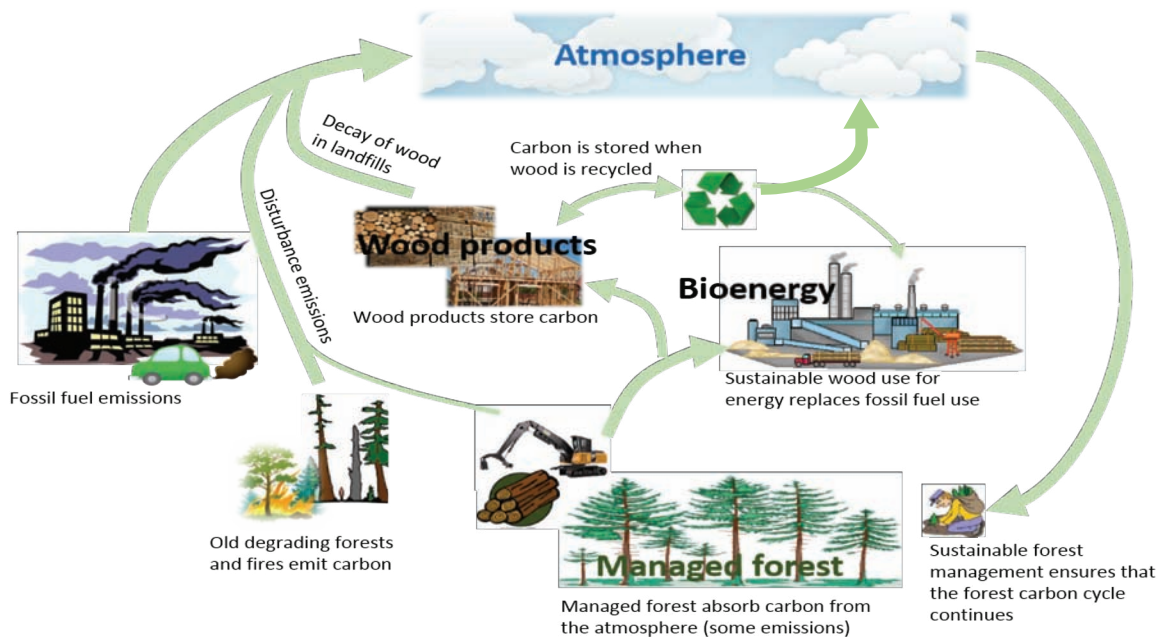 Atmosphere
Decay of wood
in landfills
Carbon is stored when
wood is recycled
Disturbance emissions
Wood products
Wood products store carbon
Bioenergy
Sustainable wood use for
energy replaces fossil fuel use
Fossil fuel emissions
Old degrading forests
and fires emit carbon
Managed forest
Managed forest absorb carbon from
the atmosphere (some emissions)
Sustainable forest
management ensures that
the forest carbon cycle
continues